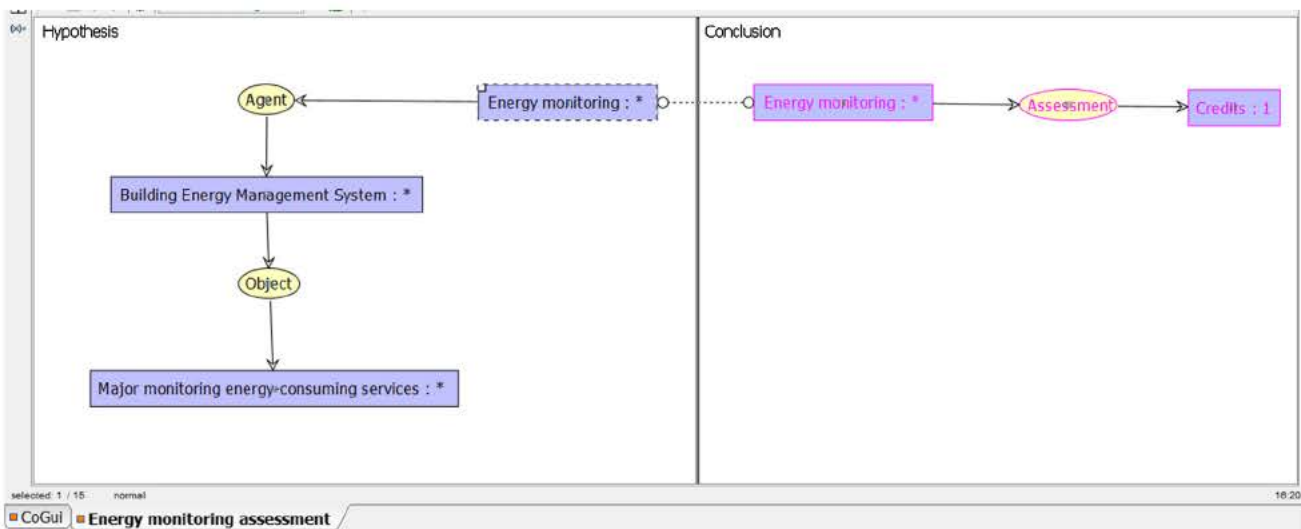 Hypothesis
Conclusion
Agent
Energy monitoring : *
Energy monitoring : *
Assessment
Credits : 1
Building Energy Management System : *
Object
Major monitoring energy-consuming services : *
selected: 1 / 15 normal
16:20
CoGui
Energy monitoring assessment